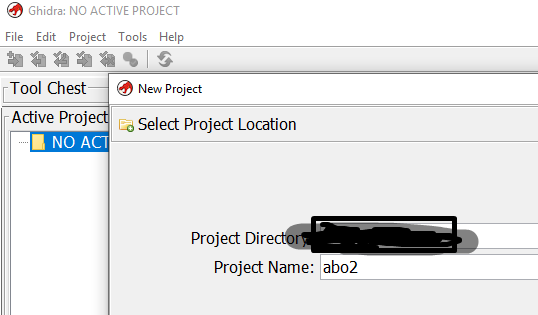 Ghidra: NO ACTIVE PROJECT
File Edit Project Tools Help
Tool Chest
New Project
Select Project Location
Active Project
NO ACT
Project Directory
Project Name: abo2